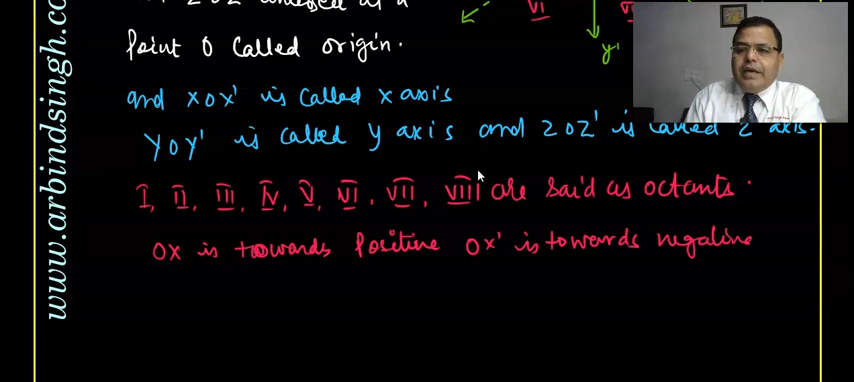 Point O called origin.
and XOX' is called X axis
YOY' is called Y axis and ZOZ' is called Z axis.
I, II, III, IV, V, VI, VII, VIII are said as octants.
OX is towards Positive OX' is towards negative
VI
y'
www.arbindsingh.co